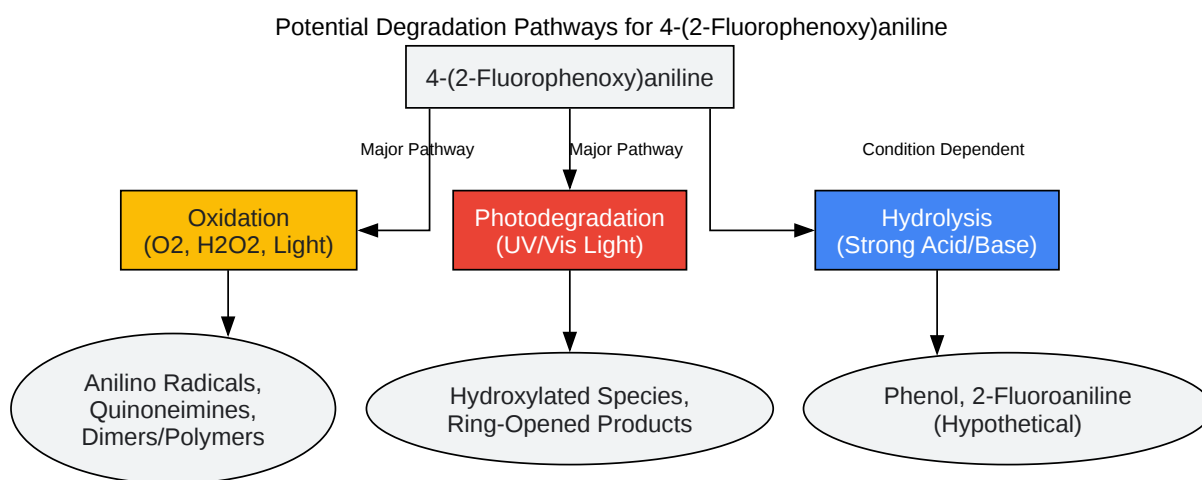 Potential Degradation Pathways for 4-(2-Fluorophenoxy)aniline
4-(2-Fluorophenoxy)aniline
Major Pathway
Major Pathway
Condition Dependent
Oxidation
(O2, H2O2, Light)
Photodegradation
(UV/Vis Light)
Hydrolysis
(Strong Acid/Base)
Anilino Radicals,
Quinoneimines,
Dimers/Polymers
Hydroxylated Species,
Ring-Opened Products
Phenol, 2-Fluoroaniline
(Hypothetical)